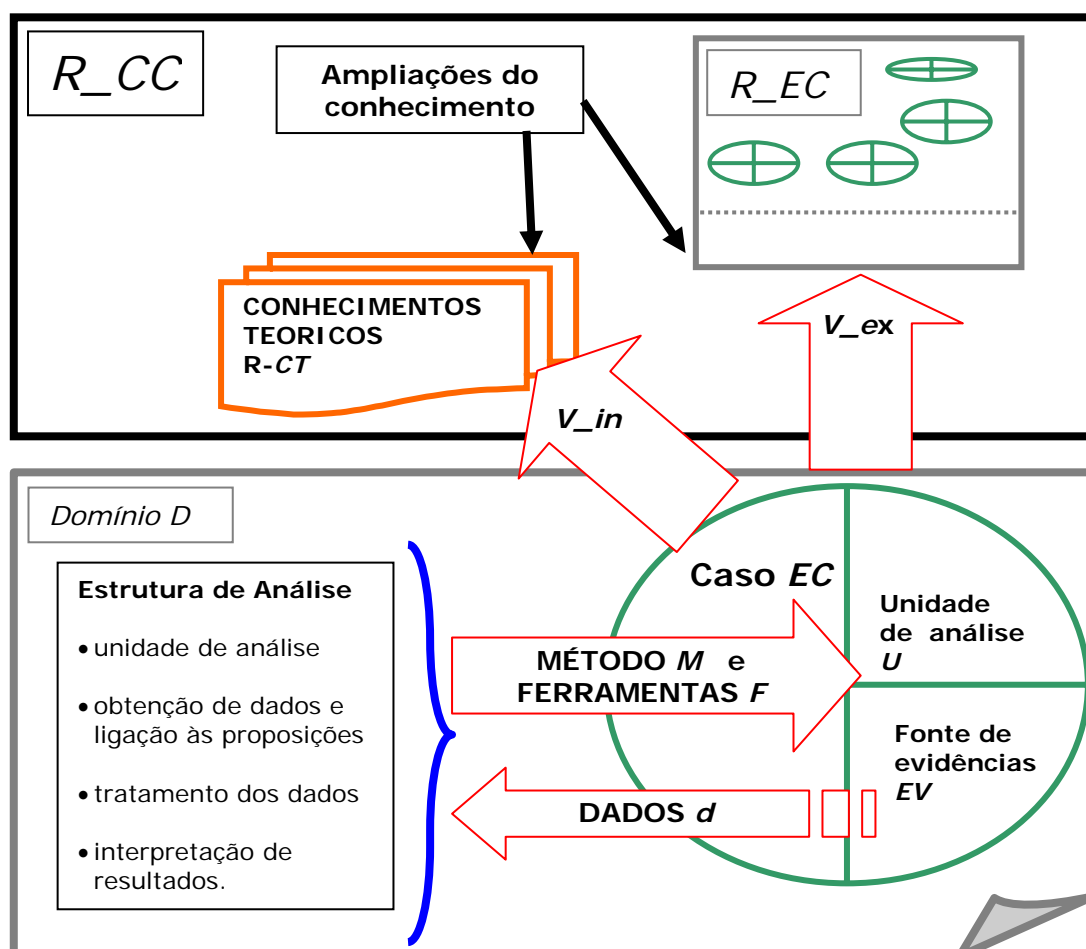 R_CC
Ampliações do
conhecimento
R_EC
CONHECIMENTOS
TEORICOS
R-CT
V_in
V_ex
Domínio D
Estrutura de Análise
• unidade de análise
• obtenção de dados e
ligação às proposições
• tratamento dos dados
• interpretação de
resultados.
Caso EC
MÉTODO M e
FERRAMENTAS F
DADOS d
Unidade
de análise
U
Fonte de
evidências
EV